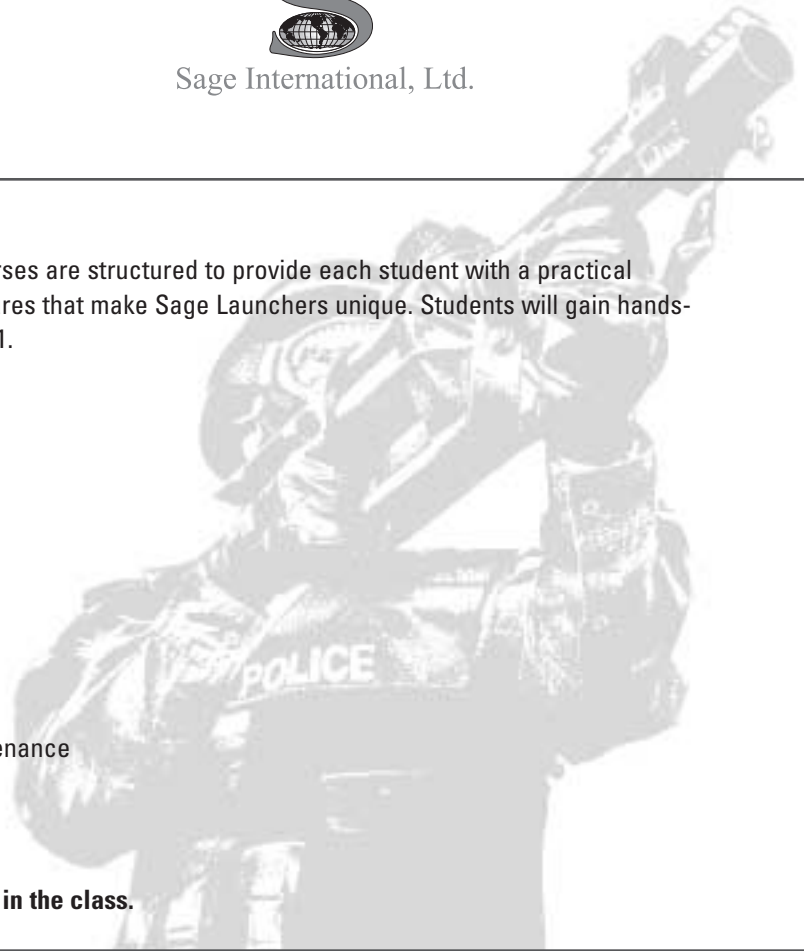 Sage International, Ltd.
rses are structured to provide each student with a practical
res that make Sage Launchers unique. Students will gain hands-
1.
POLICE
enance
in the class.